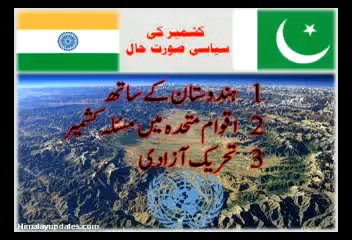 کشمیر کی
سیاسی صورت حال
1 ہندوستان کے ساتھ
2 اقوام متحدہ میں مسئلہ کشمیر
3 تحریک آزادی
Himalayupdates.com